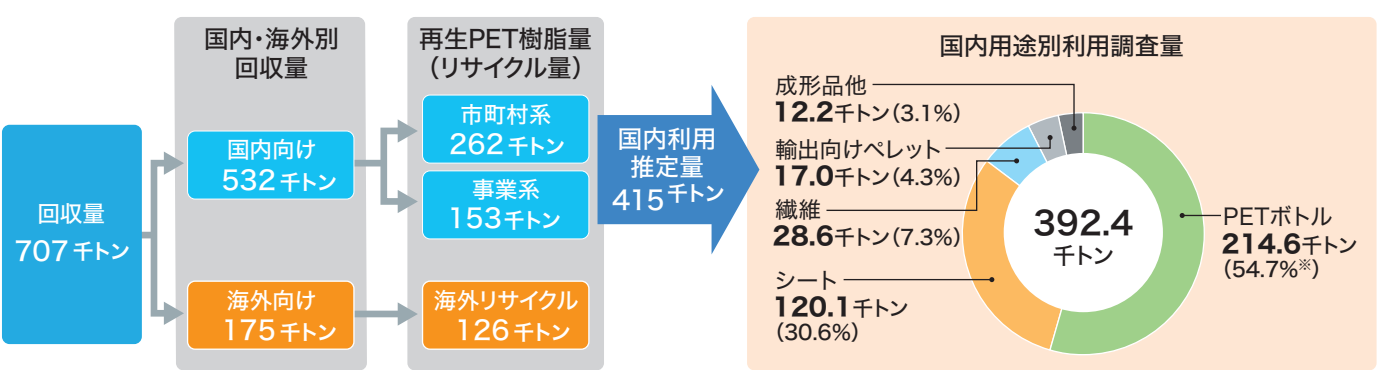 回収量
707千トン
国内・海外別
回収量
国内向け
532千トン
海外向け
175千トン
再生PET樹脂量
(リサイクル量)
市町村系
262千トン
事業系
153千トン
海外リサイクル
126千トン
国内利用
推定量
415千トン
国内用途別利用調査量
成形品他
12.2千トン(3.1%)
輸出向けペレット
17.0千トン(4.3%)
繊維
28.6千トン(7.3%)
シート
120.1千トン
(30.6%)
392.4
千トン
PETボトル
214.6千トン
(54.7%※)